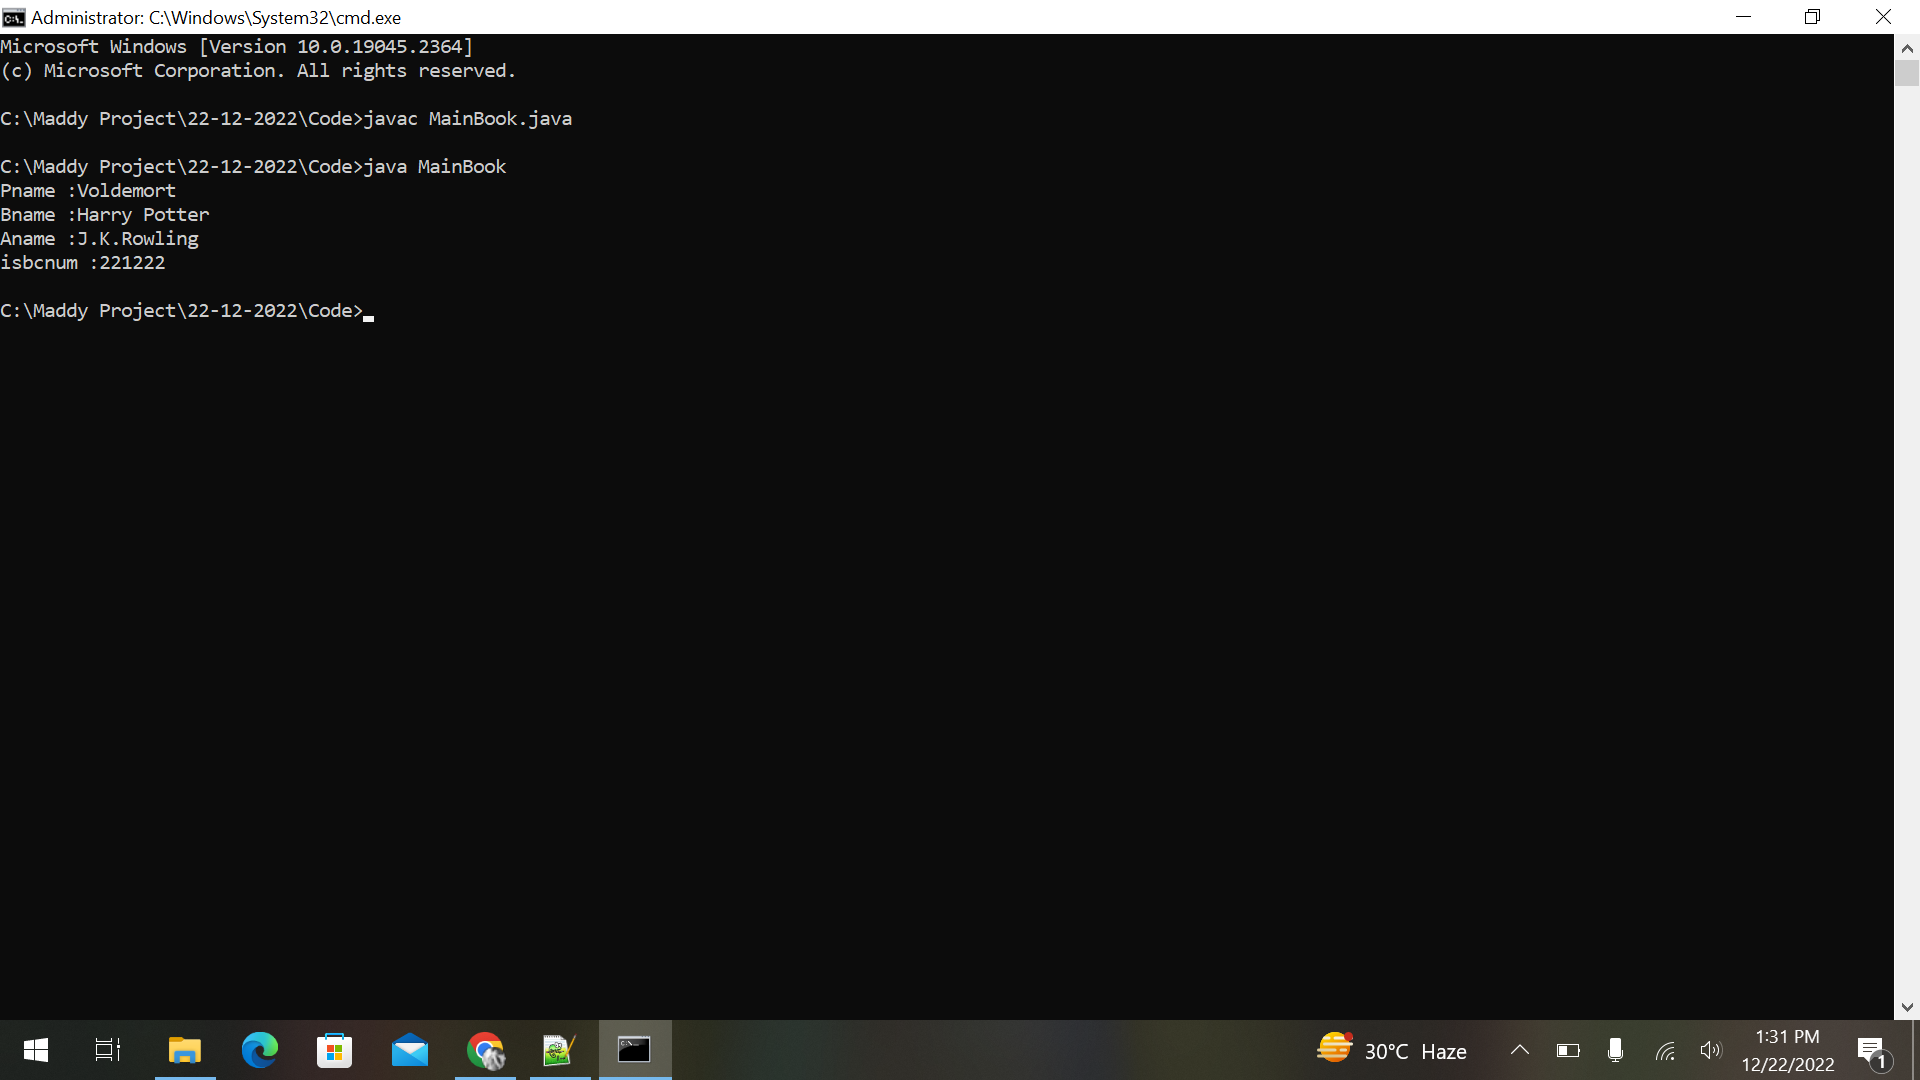 Administrator: C:\Windows\System32\cmd.exe
Microsoft Windows [Version 10.0.19045.2364]
(c) Microsoft Corporation. All rights reserved.
C:\Maddy Project\22-12-2022\Code>javac MainBook.java
C:\Maddy Project\22-12-2022\Code>java MainBook
Pname :Voldemort
Bname :Harry Potter
Aname :J.K.Rowling
isbcnum :221222
C:\Maddy Project\22-12-2022\Code>
30°C Haze
1:31 PM
12/22/2022
1